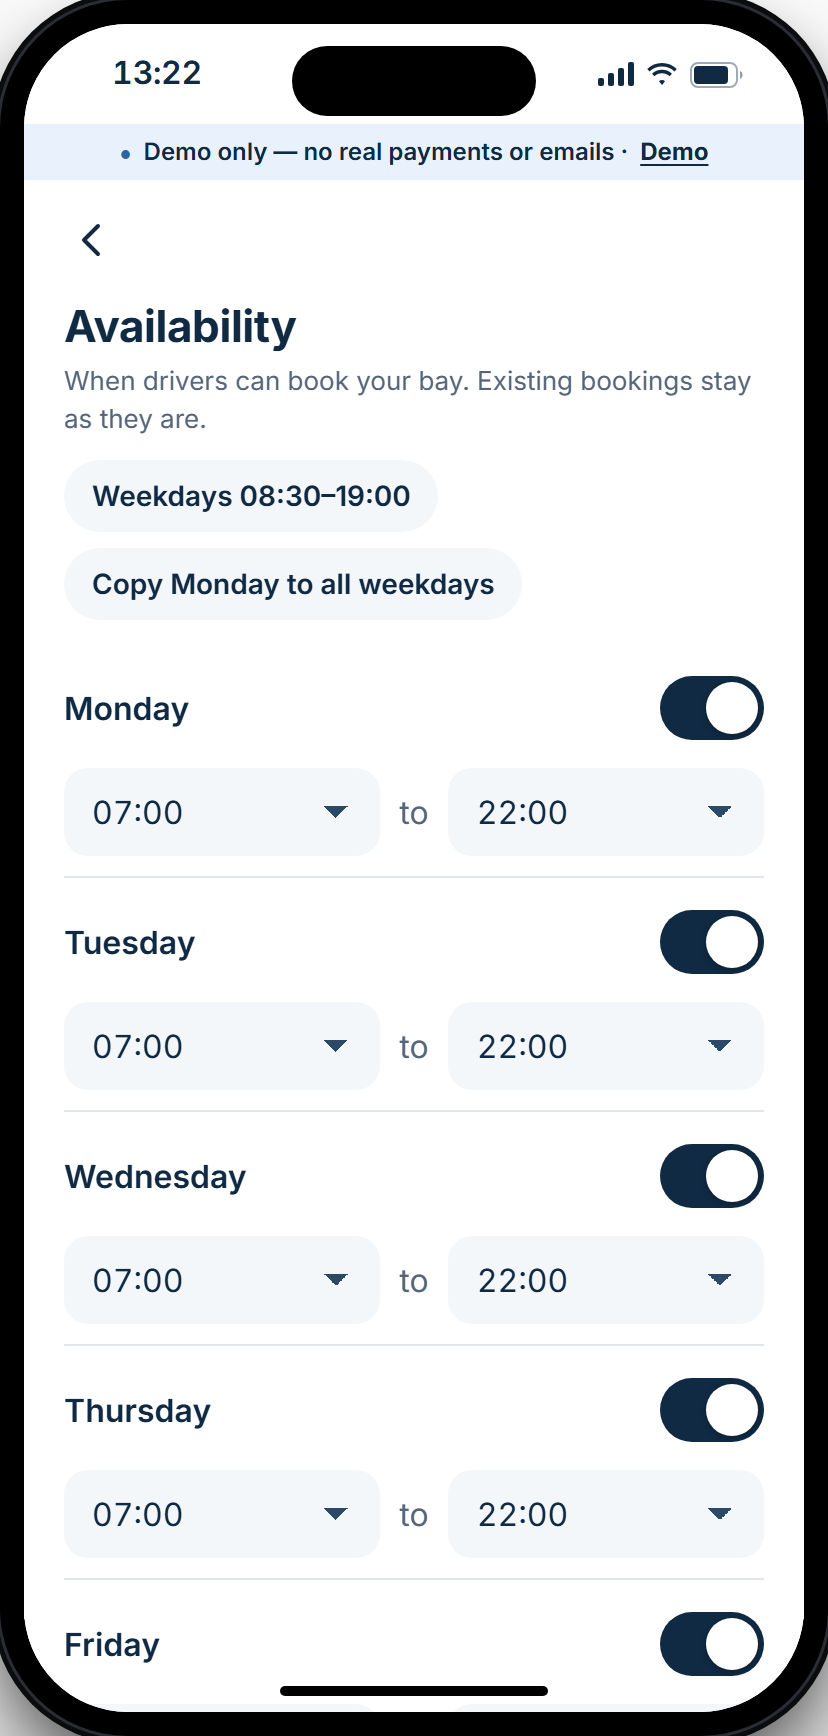 13:22
Demo only — no real payments or emails · Demo
Availability
When drivers can book your bay. Existing bookings stay
as they are.
Weekdays 08:30–19:00
Copy Monday to all weekdays
Monday
07:00 to 22:00
Tuesday
07:00 to 22:00
Wednesday
07:00 to 22:00
Thursday
07:00 to 22:00
Friday